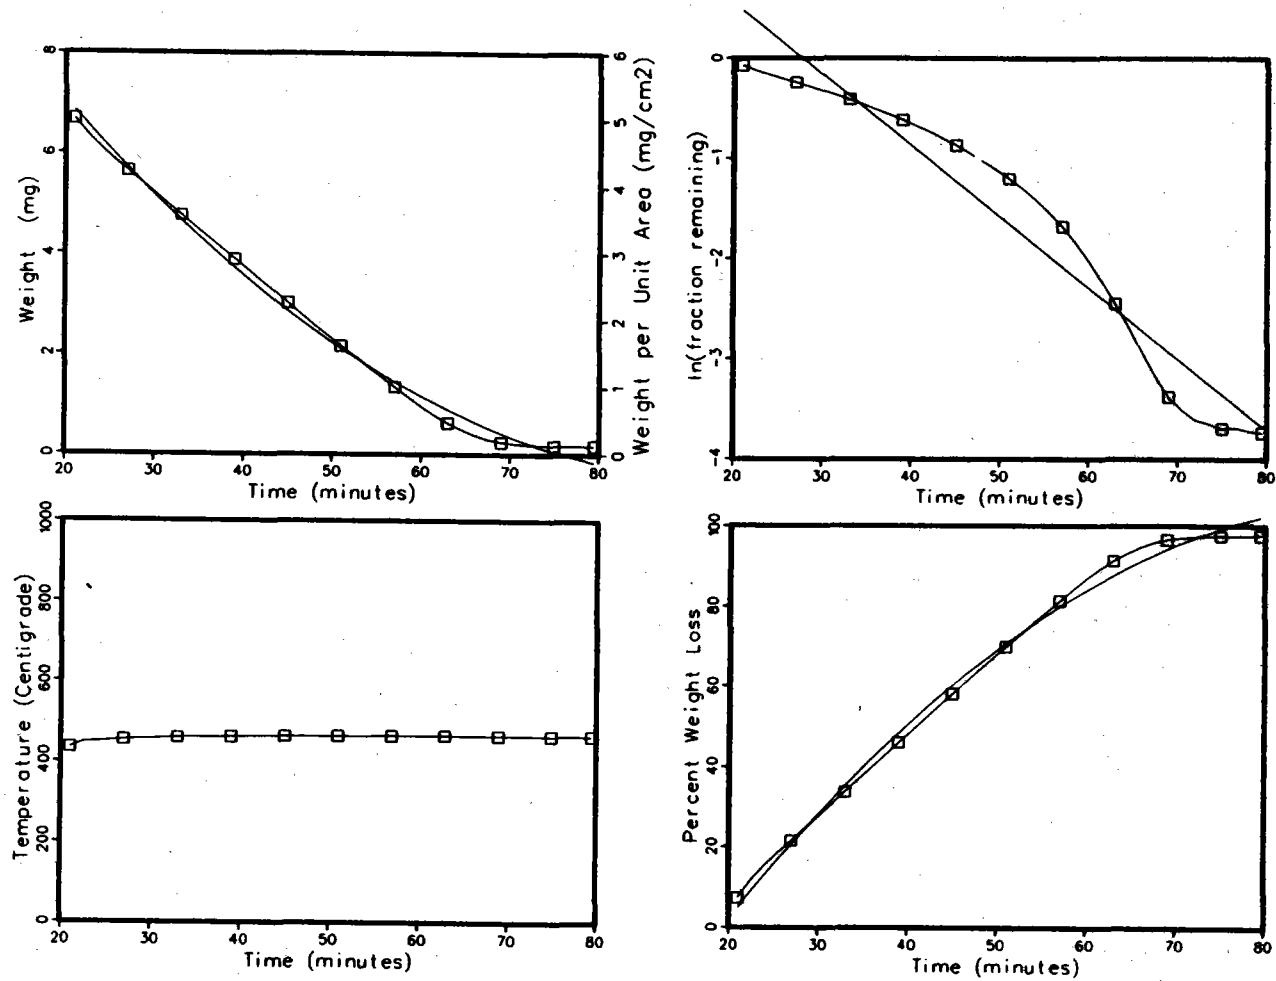 8
6
4
2
0
Weight (mg)
6
5
4
3
2
1
0
Weight per Unit Area (mg/cm2)
20 30 40 50 60 70 80
Time (minutes)
0
-1
-2
-3
-4
ln(fraction remaining)
20 30 40 50 60 70 80
Time (minutes)
1000
800
600
400
200
0
Temperature (Centigrade)
20 30 40 50 60 70 80
Time (minutes)
100
80
60
40
20
0
Percent Weight Loss
20 30 40 50 60 70 80
Time (minutes)